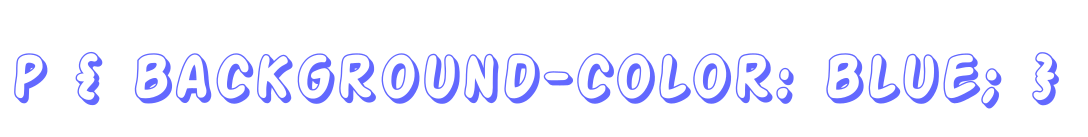 P { BACKGROUND-COLOR: BLUE; }